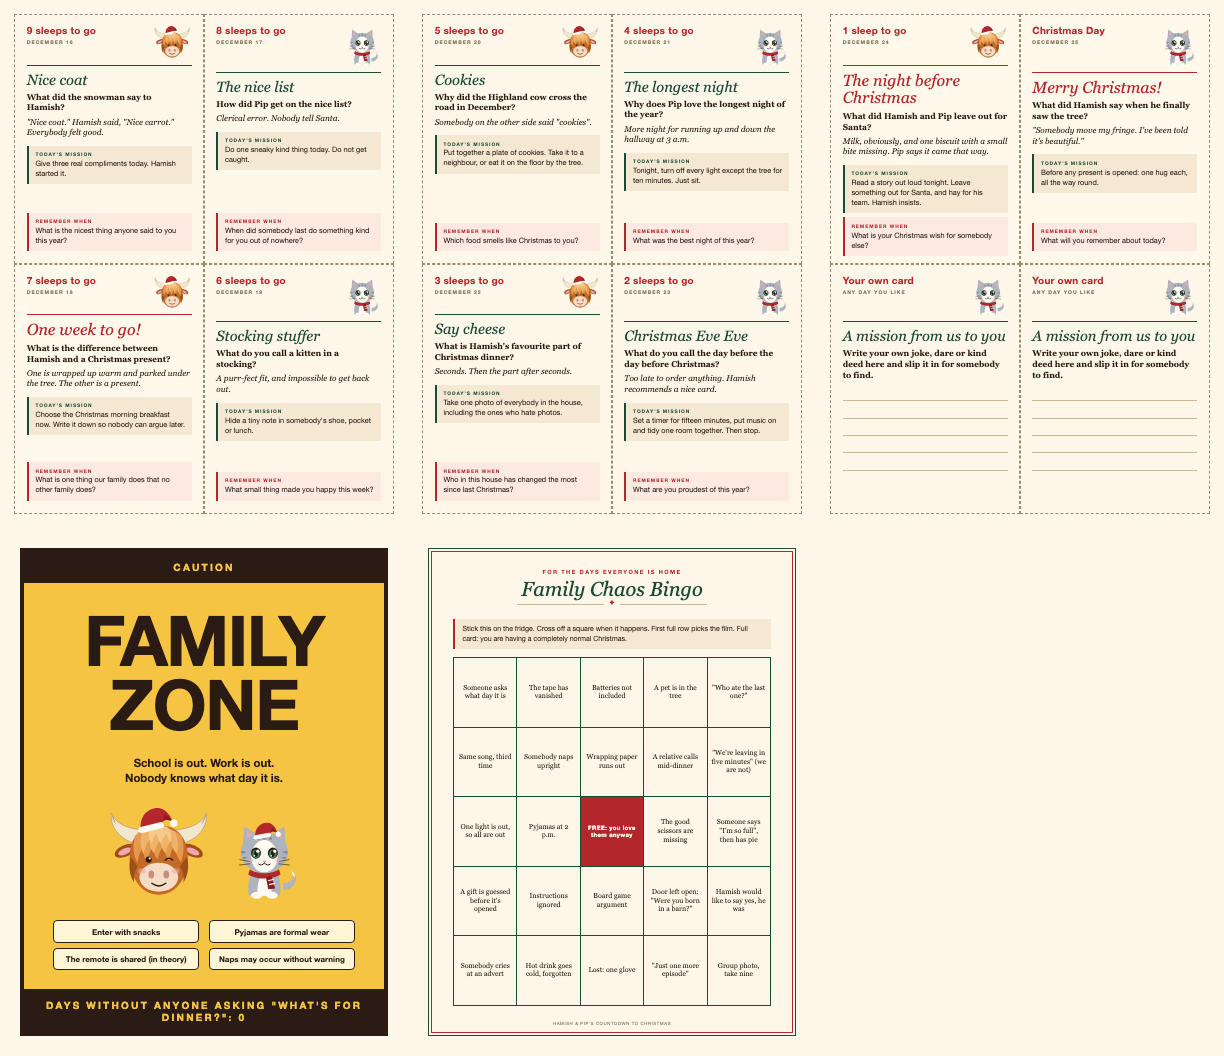 9 sleeps to go
DECEMBER 16
Nice coat
What did the snowman say to
Hamish?
"Nice coat." Hamish said, "Nice carrot."
Everybody felt good.
TODAY'S MISSION
Give three real compliments today. Hamish
started it.
REMEMBER WHEN
What is the nicest thing anyone said to you
this year?
8 sleeps to go
DECEMBER 17
The nice list
How did Pip get on the nice list?
Clerical error. Nobody tell Santa.
TODAY'S MISSION
Do one sneaky kind thing today. Do not get
caught.
REMEMBER WHEN
When did somebody last do something kind
for you out of nowhere?
5 sleeps to go
DECEMBER 20
Cookies
Why did the Highland cow cross the
road in December?
Somebody on the other side said "cookies".
TODAY'S MISSION
Put together a plate of cookies. Take it to a
neighbour, or eat it on the floor by the tree.
REMEMBER WHEN
Which food smells like Christmas to you?
4 sleeps to go
DECEMBER 21
The longest night
Why does Pip love the longest night of
the year?
More night for running up and down the
hallway at 3 a.m.
TODAY'S MISSION
Tonight, turn off every light except the tree for
ten minutes. Just sit.
REMEMBER WHEN
What was the best night of this year?
1 sleep to go
DECEMBER 24
The night before
Christmas
What did Hamish and Pip leave out for
Santa?
Milk, obviously, and one biscuit with a small
bite missing. Pip says it came that way.
TODAY'S MISSION
Read a story out loud tonight. Leave
something out for Santa, and hay for his
team. Hamish insists.
REMEMBER WHEN
What is your Christmas wish for somebody
else?
Christmas Day
DECEMBER 25
Merry Christmas!
What did Hamish say when he finally
saw the tree?
"Somebody move my fringe. I've been told
it's beautiful."
TODAY'S MISSION
Before any present is opened: one hug each,
all the way round.
REMEMBER WHEN
What will you remember about today?
7 sleeps to go
DECEMBER 18
One week to go!
What is the difference between
Hamish and a Christmas present?
One is wrapped up warm and parked under
the tree. The other is a present.
TODAY'S MISSION
Choose the Christmas morning breakfast
now. Write it down so nobody can argue later.
REMEMBER WHEN
What is one thing our family does that no
other family does?
6 sleeps to go
DECEMBER 19
Stocking stuffer
What do you call a kitten in a
stocking?
A purr-fect fit, and impossible to get back
out.
TODAY'S MISSION
Hide a tiny note in somebody's shoe, pocket
or lunch.
REMEMBER WHEN
What small thing made you happy this week?
3 sleeps to go
DECEMBER 22
Say cheese
What is Hamish's favourite part of
Christmas dinner?
Seconds. Then the part after seconds.
TODAY'S MISSION
Take one photo of everybody in the house,
including the ones who hate photos.
REMEMBER WHEN
Who in this house has changed the most
since last Christmas?
2 sleeps to go
DECEMBER 23
Christmas Eve Eve
What do you call the day before the
day before Christmas?
Too late to order anything. Hamish
recommends a nice card.
TODAY'S MISSION
Set a timer for fifteen minutes, put music on
and tidy one room together. Then stop.
REMEMBER WHEN
What are you proudest of this year?
Your own card
ANY DAY YOU LIKE
A mission from us to you
Write your own joke, dare or kind
deed here and slip it in for somebody
to find.
Your own card
ANY DAY YOU LIKE
A mission from us to you
Write your own joke, dare or kind
deed here and slip it in for somebody
to find.
CAUTION
FAMILY
ZONE
School is out. Work is out.
Nobody knows what day it is.
Enter with snacks
Pyjamas are formal wear
The remote is shared (in theory)
Naps may occur without warning
DAYS WITHOUT ANYONE ASKING "WHAT'S FOR
DINNER?": 0
FOR THE DAYS EVERYONE IS HOME
Family Chaos Bingo
Stick this on the fridge. Cross off a square when it happens. First full row picks the film. Full
card: you are having a completely normal Christmas.
Someone asks
what day it is
The tape has
vanished
Batteries not
included
A pet is in the
tree
"Who ate the last
one?"
Same song, third
time
Somebody naps
upright
Wrapping paper
runs out
A relative calls
mid-dinner
"We're leaving in
five minutes" (we
are not)
One light is out,
so all are out
Pyjamas at 2
p.m.
FREE: you love
them anyway
The good
scissors are
missing
Someone says
"I'm so full",
then has pie
A gift is guessed
before it's
opened
Instructions
ignored
Board game
argument
Door left open:
"Were you born
in a barn?"
Hamish would
like to say yes, he
was
Somebody cries
at an advert
Hot drink goes
cold, forgotten
Lost: one glove
"Just one more
episode"
Group photo,
take nine
HAMISH & PIP'S COUNTDOWN TO CHRISTMAS